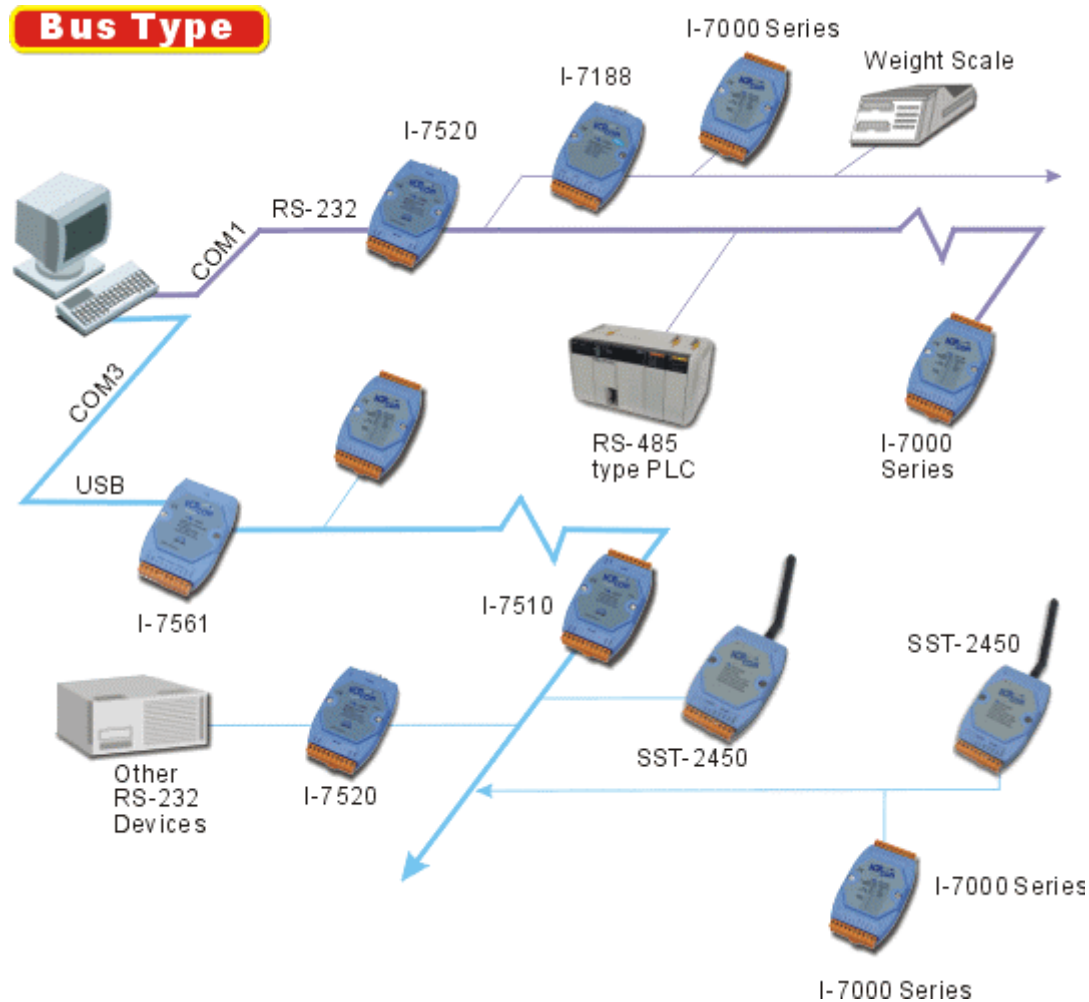 Bus Type
I-7000 Series
Weight Scale
I-7188
I-7520
RS-232
COM1
COM3
RS-485
type PLC
I-7000
Series
USB
I-7561
I-7510
SST-2450
SST-2450
Other
RS-232
Devices
I-7520
I-7000 Series
I-7000 Series